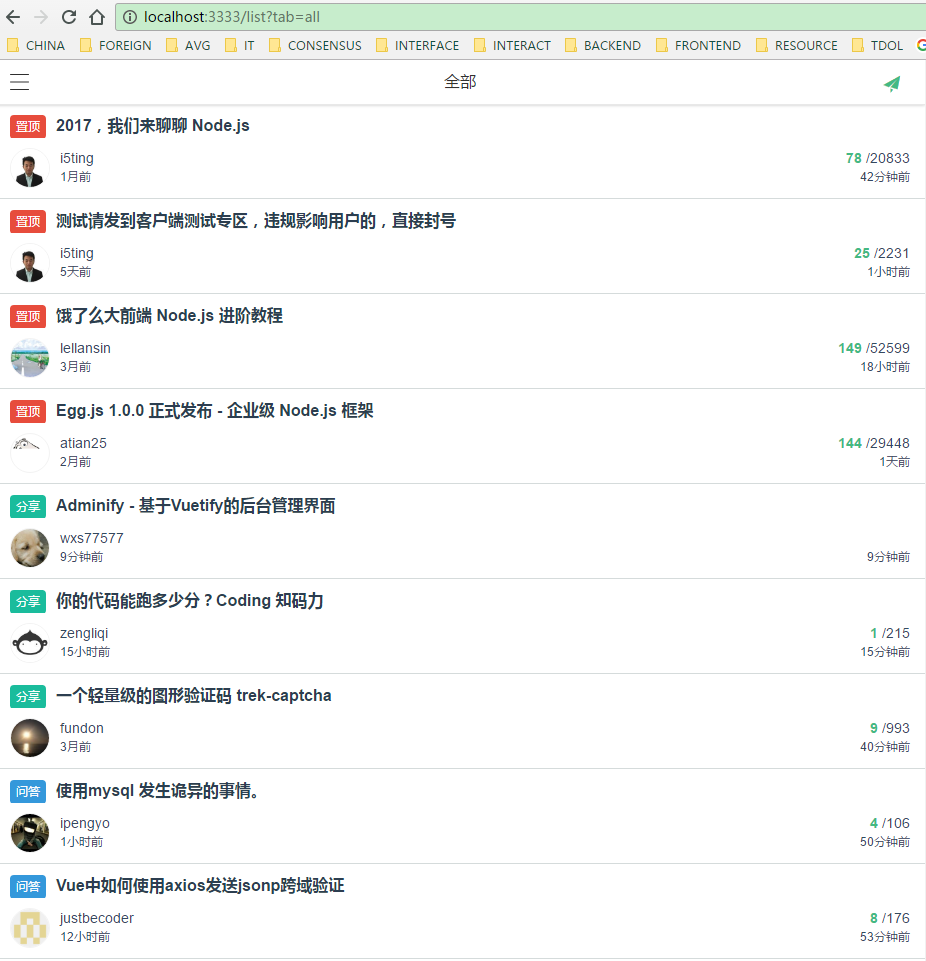 localhost:3333/list?tab=all
CHINA FOREIGN AVG IT CONSENSUS INTERFACE INTERACT BACKEND FRONTEND RESOURCE TDOL
全部
置顶 2017，我们来聊聊 Node.js
i5ting 78 /20833
1月前 42分钟前
置顶 测试请发到客户端测试专区，违规影响用户的，直接封号
i5ting 25 /2231
5天前 1小时前
置顶 饿了么大前端 Node.js 进阶教程
lellansin 149 /52599
3月前 18小时前
置顶 Egg.js 1.0.0 正式发布 - 企业级 Node.js 框架
atian25 144 /29448
2月前 1天前
分享 Adminify - 基于Vuetify的后台管理界面
wxs77577
9分钟前 9分钟前
分享 你的代码能跑多少分？Coding 知码力
zengliqi 1 /215
15小时前 15分钟前
分享 一个轻量级的图形验证码 trek-captcha
fundon 9 /993
3月前 40分钟前
问答 使用mysql 发生诡异的事情。
ipengyo 4 /106
1小时前 50分钟前
问答 Vue中如何使用axios发送jsonp跨域验证
justbecoder 8 /176
12小时前 53分钟前